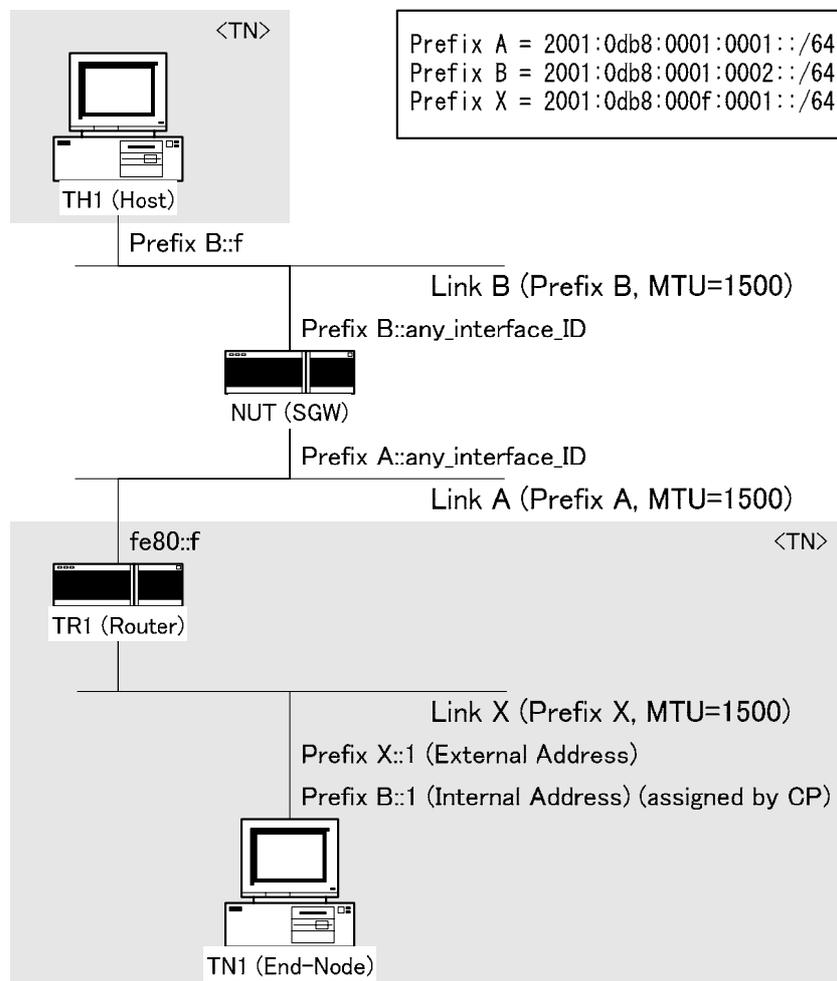 <TN>
Prefix A = 2001:0db8:0001:0001::/64
Prefix B = 2001:0db8:0001:0002::/64
Prefix X = 2001:0db8:000f:0001::/64
TH1 (Host)
Prefix B::f
Link B (Prefix B, MTU=1500)
Prefix B::any_interface_ID
NUT (SGW)
Prefix A::any_interface_ID
Link A (Prefix A, MTU=1500)
fe80::f
<TN>
TR1 (Router)
Link X (Prefix X, MTU=1500)
Prefix X::1 (External Address)
Prefix B::1 (Internal Address) (assigned by CP)
TN1 (End-Node)